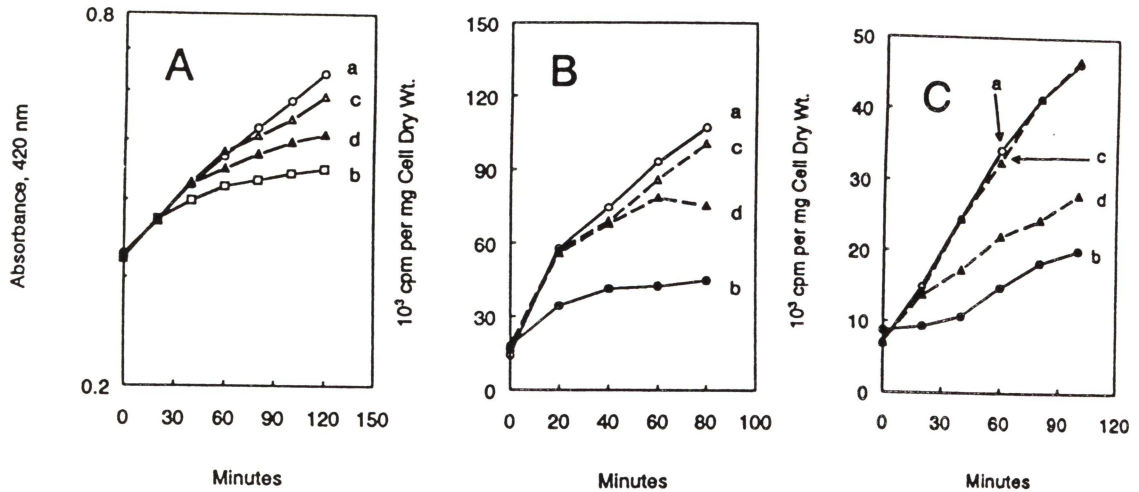 Absorbance, 420 nm
0.8
0.2
A
a
c
d
b
0 30 60 90 120 150
Minutes
10³ cpm per mg Cell Dry Wt.
150
120
90
60
30
0
B
a
c
d
b
0 20 40 60 80 100
Minutes
10³ cpm per mg Cell Dry Wt.
50
40
30
20
10
0
C
a
c
d
b
0 30 60 90 120
Minutes